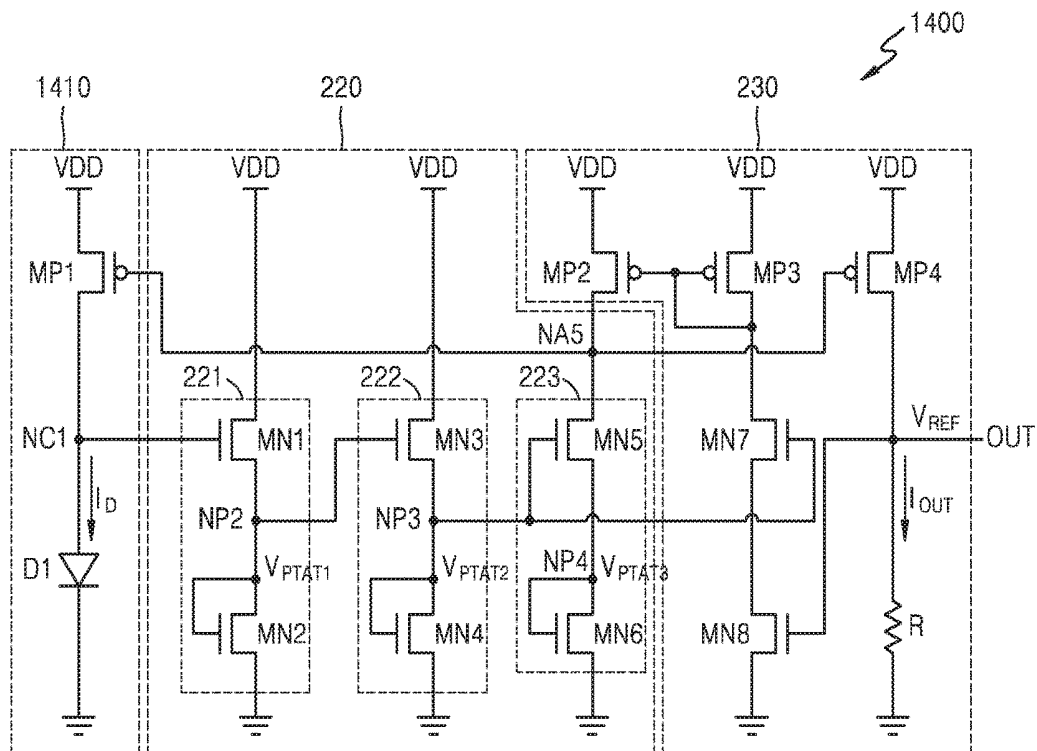 1400
1410
220
230
VDD
VDD
VDD
VDD
VDD
VDD
MP1
MP2
MP3
MP4
NA5
221
222
223
NC1
MN1
MN3
MN5
MN7
VREF
OUT
ID
NP2
NP3
IOUT
D1
VPTAT1
VPTAT2
NP4
VPTAT3
MN2
MN4
MN6
MN8
R